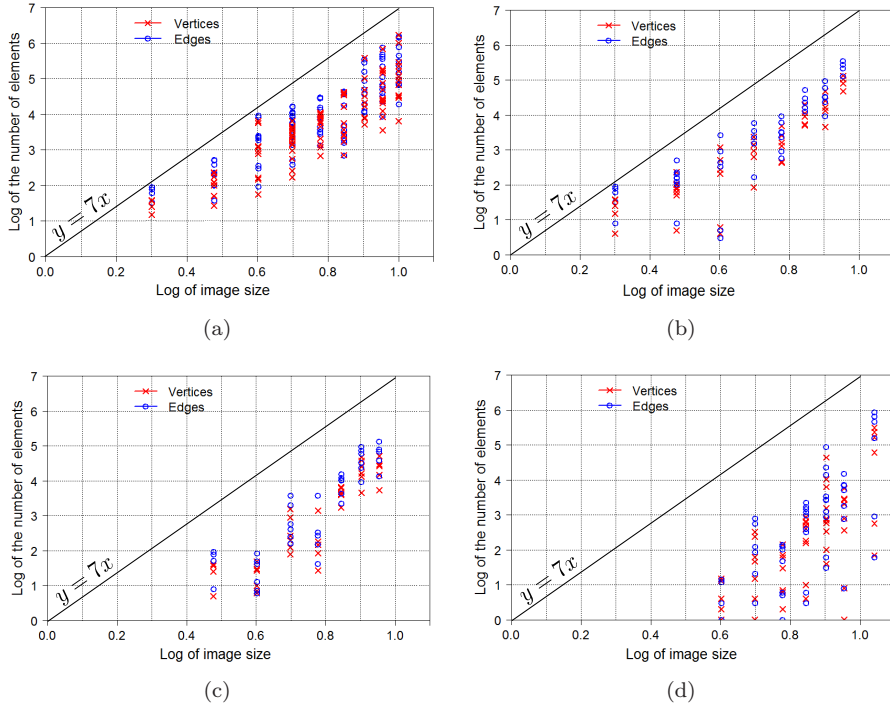 7
6
5
4
3
2
1
0
Log of the number of elements
Vertices
Edges
y = 7x
0.0 0.2 0.4 0.6 0.8 1.0
Log of image size
(a)
7
6
5
4
3
2
1
0
Log of the number of elements
Vertices
Edges
y = 7x
0.0 0.2 0.4 0.6 0.8 1.0
Log of image size
(b)
7
6
5
4
3
2
1
0
Log of the number of elements
Vertices
Edges
y = 7x
0.0 0.2 0.4 0.6 0.8 1.0
Log of image size
(c)
7
6
5
4
3
2
1
0
Log of the number of elements
Vertices
Edges
y = 7x
0.0 0.2 0.4 0.6 0.8 1.0
Log of image size
(d)